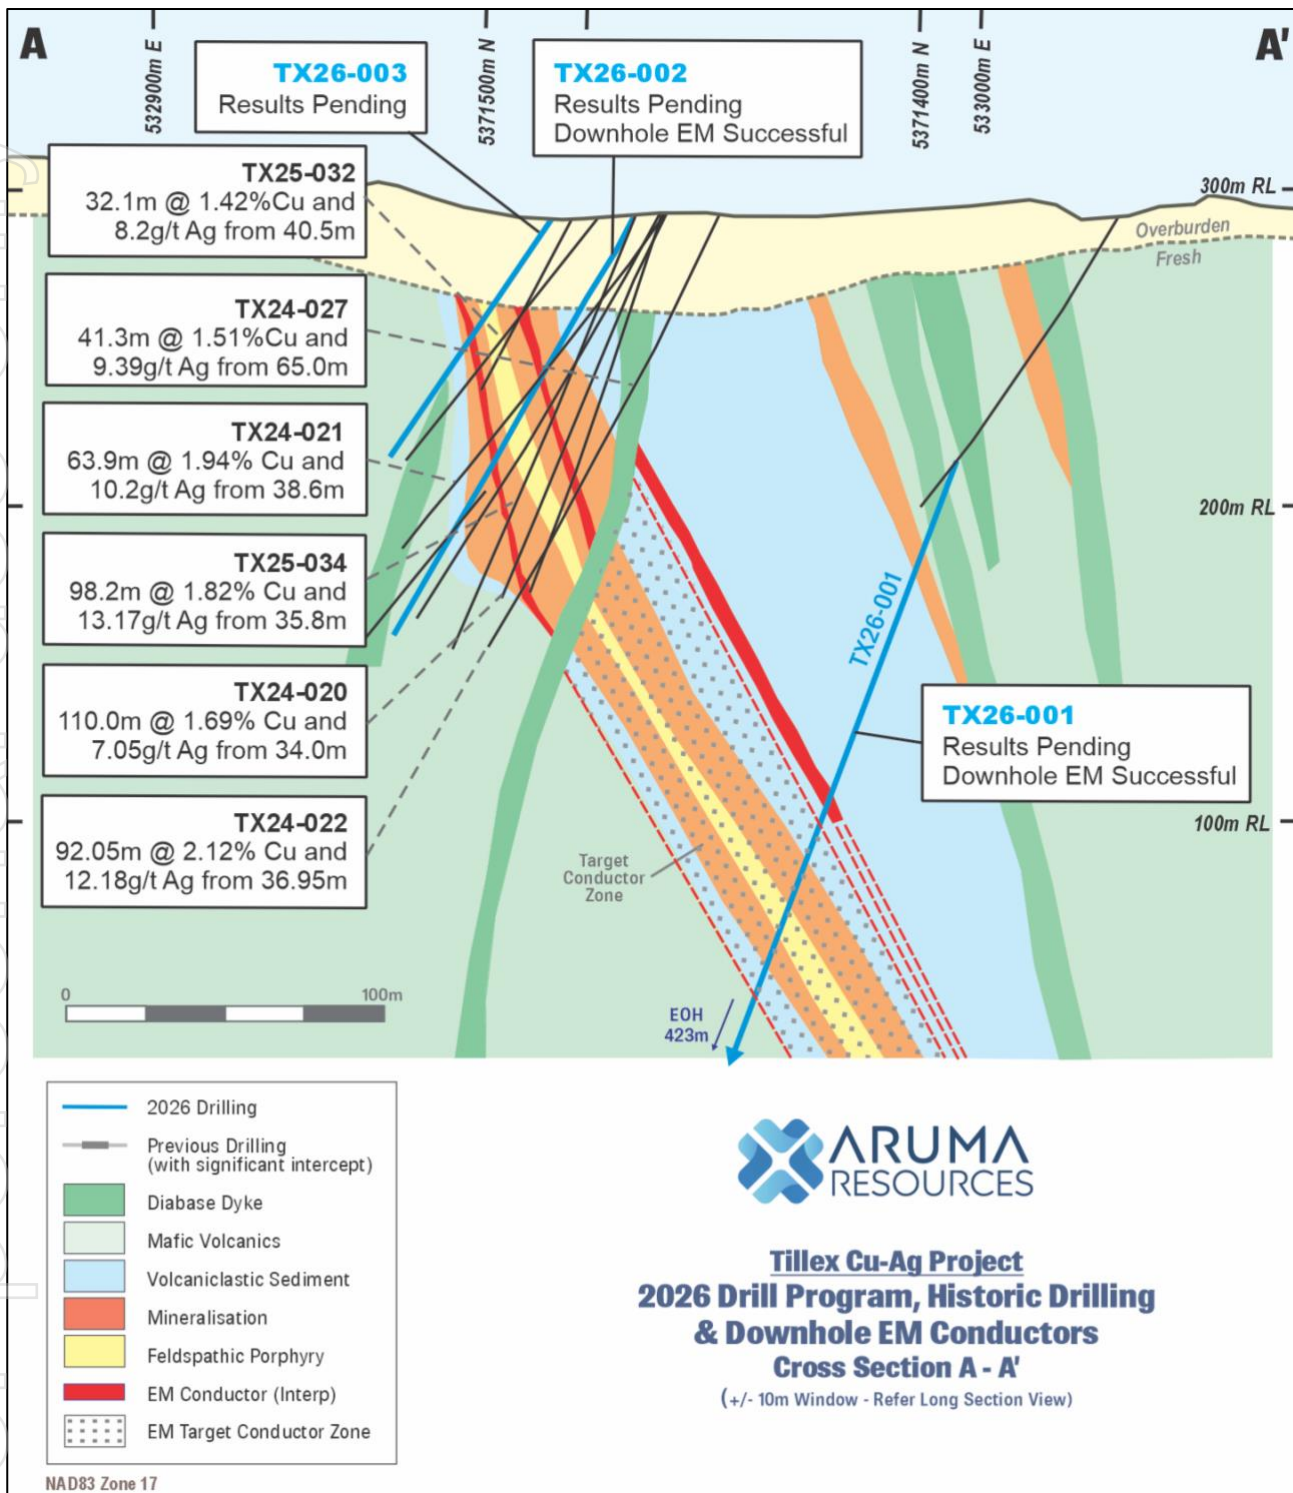 A
A'
532900m E
5371500m N
5371400m N
533000m E
TX26-003
Results Pending
TX26-002
Results Pending
Downhole EM Successful
TX25-032
32.1m @ 1.42%Cu and
8.2g/t Ag from 40.5m
TX24-027
41.3m @ 1.51%Cu and
9.39g/t Ag from 65.0m
TX24-021
63.9m @ 1.94% Cu and
10.2g/t Ag from 38.6m
TX25-034
98.2m @ 1.82% Cu and
13.17g/t Ag from 35.8m
TX24-020
110.0m @ 1.69% Cu and
7.05g/t Ag from 34.0m
TX24-022
92.05m @ 2.12% Cu and
12.18g/t Ag from 36.95m
300m RL
Overburden
Fresh
200m RL
TX26-001
TX26-001
Results Pending
Downhole EM Successful
100m RL
Target
Conductor
Zone
0
100m
EOH
423m
2026 Drilling
Previous Drilling
(with significant intercept)
Diabase Dyke
Mafic Volcanics
Volcaniclastic Sediment
Mineralisation
Feldspathic Porphyry
EM Conductor (Interp)
EM Target Conductor Zone
NAD83 Zone 17
ARUMA
RESOURCES
Tillex Cu-Ag Project
2026 Drill Program, Historic Drilling
& Downhole EM Conductors
Cross Section A - A'
(+/- 10m Window - Refer Long Section View)